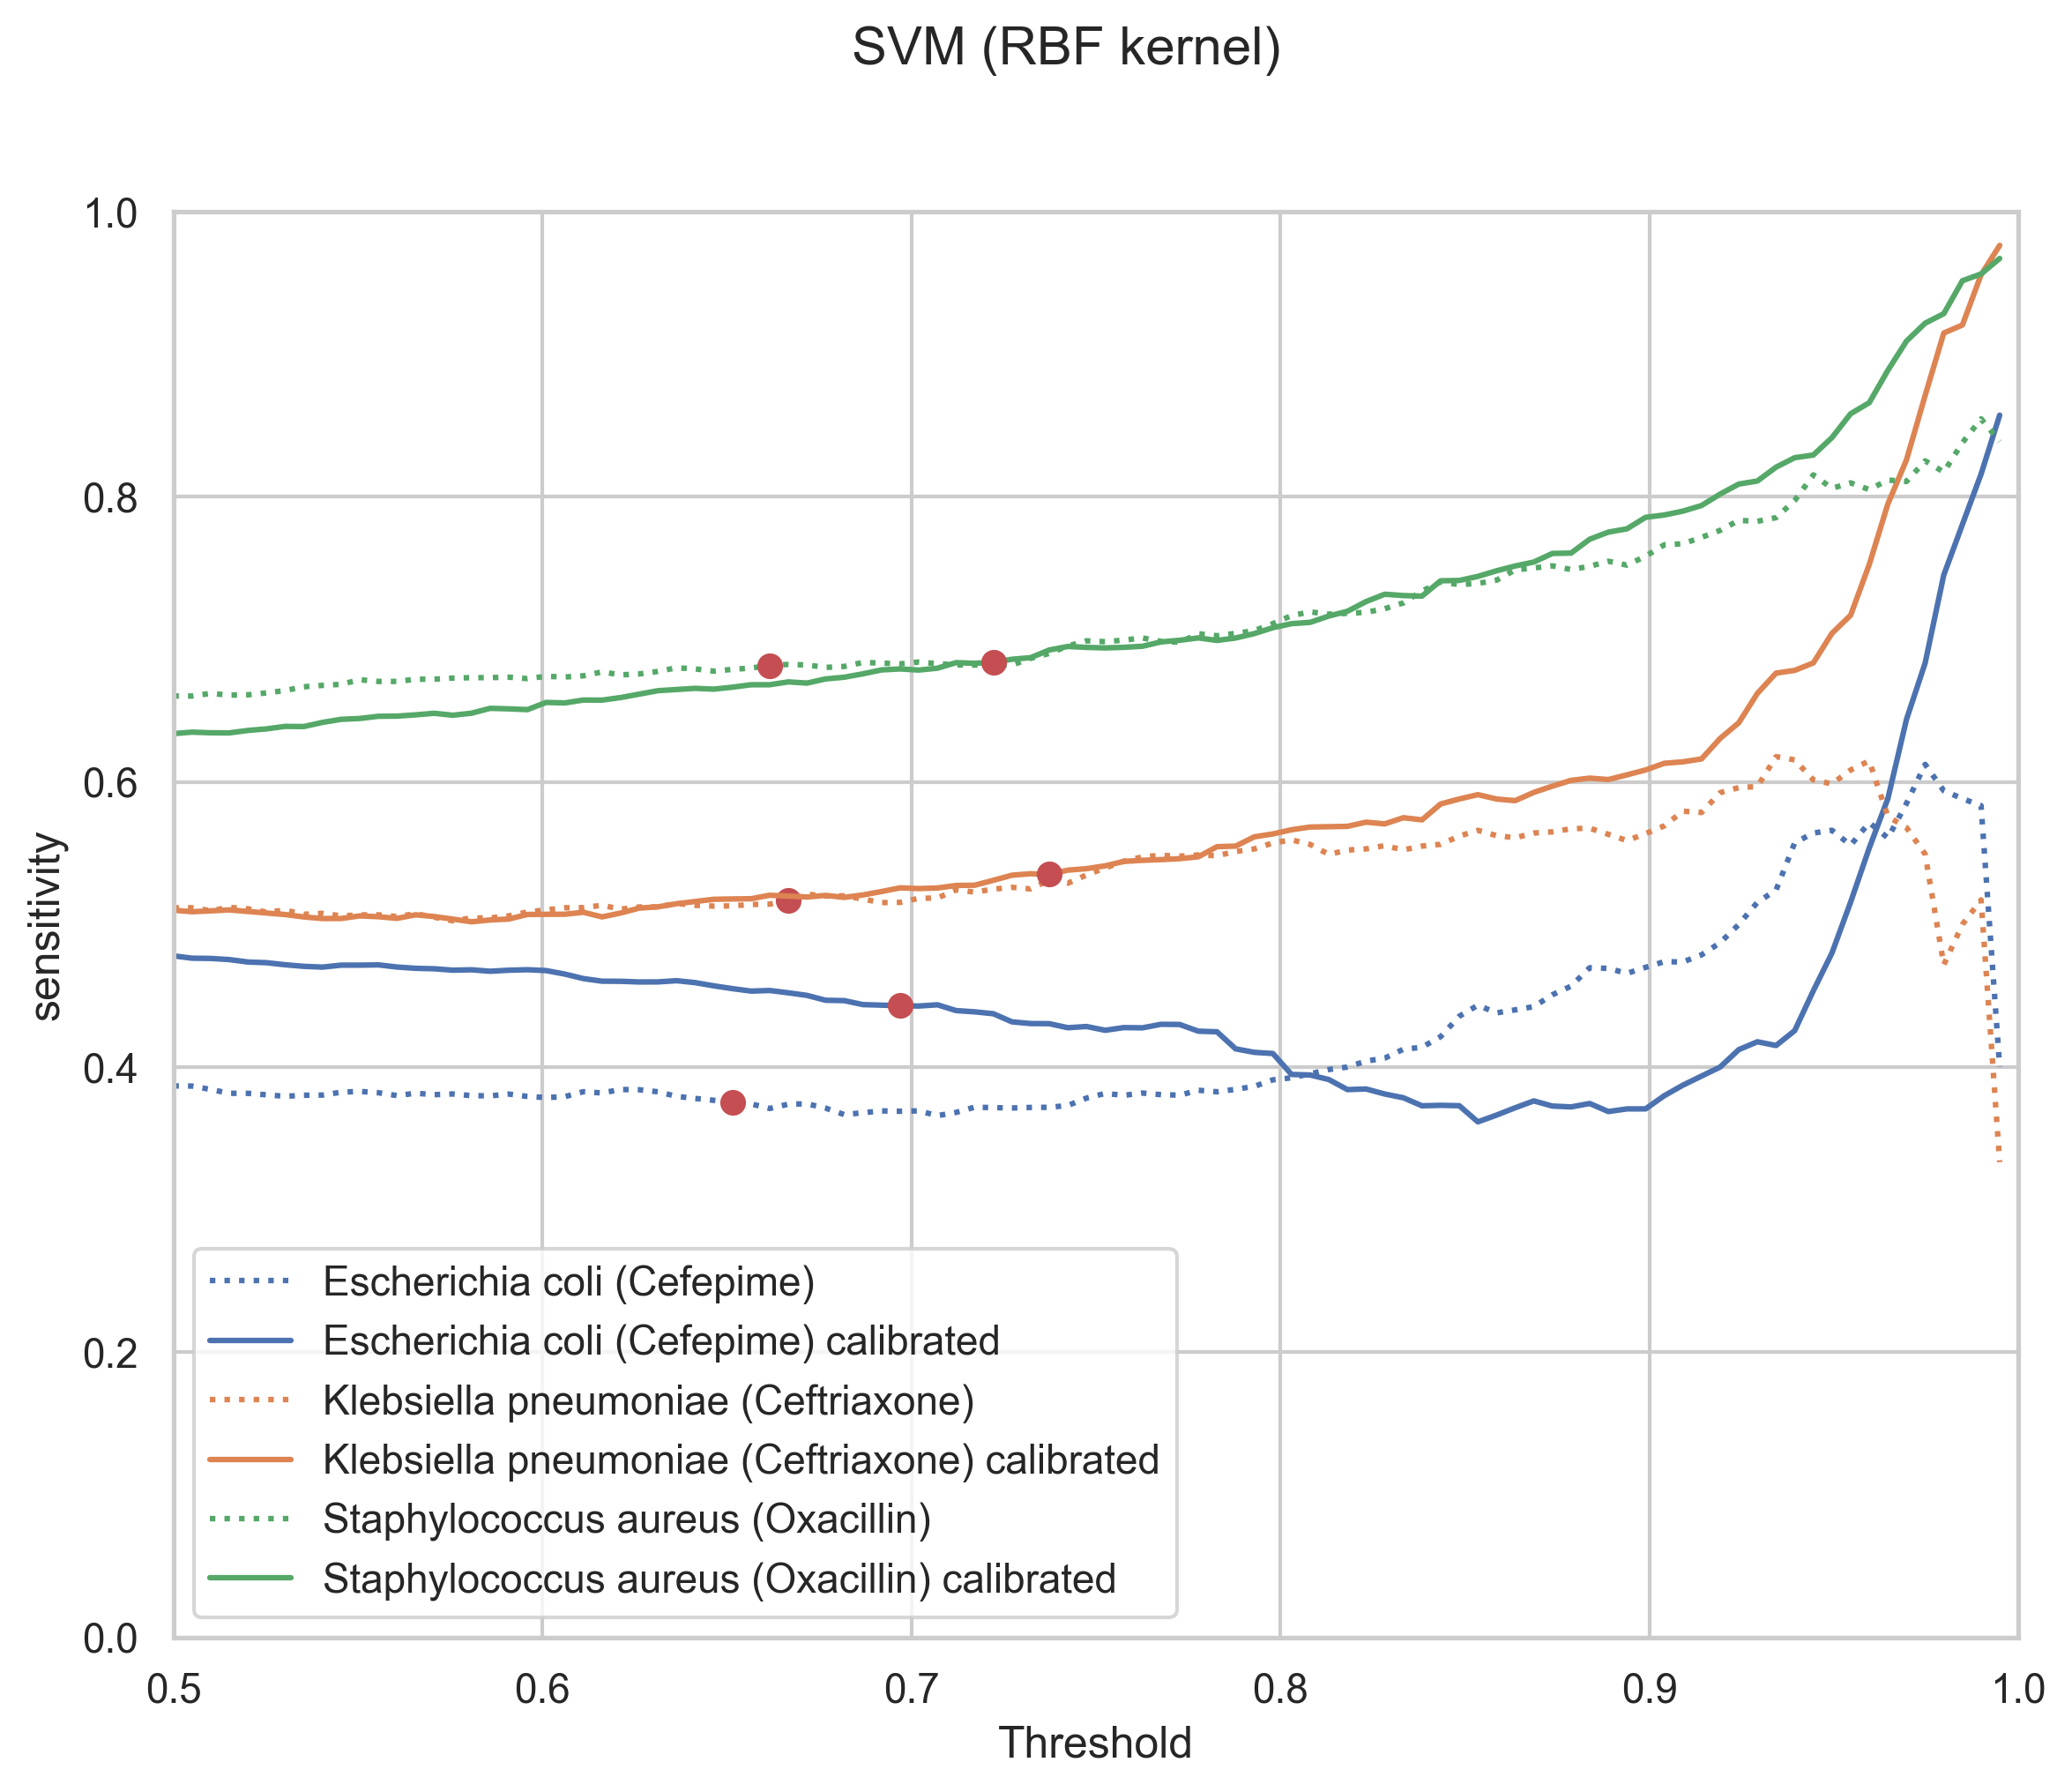 SVM (RBF kernel)
1.0
0.8
0.6
0.4
0.2
0.0
sensitivity
Escherichia coli (Cefepime)
Escherichia coli (Cefepime) calibrated
Klebsiella pneumoniae (Ceftriaxone)
Klebsiella pneumoniae (Ceftriaxone) calibrated
Staphylococcus aureus (Oxacillin)
Staphylococcus aureus (Oxacillin) calibrated
0.5 0.6 0.7 0.8 0.9 1.0
Threshold